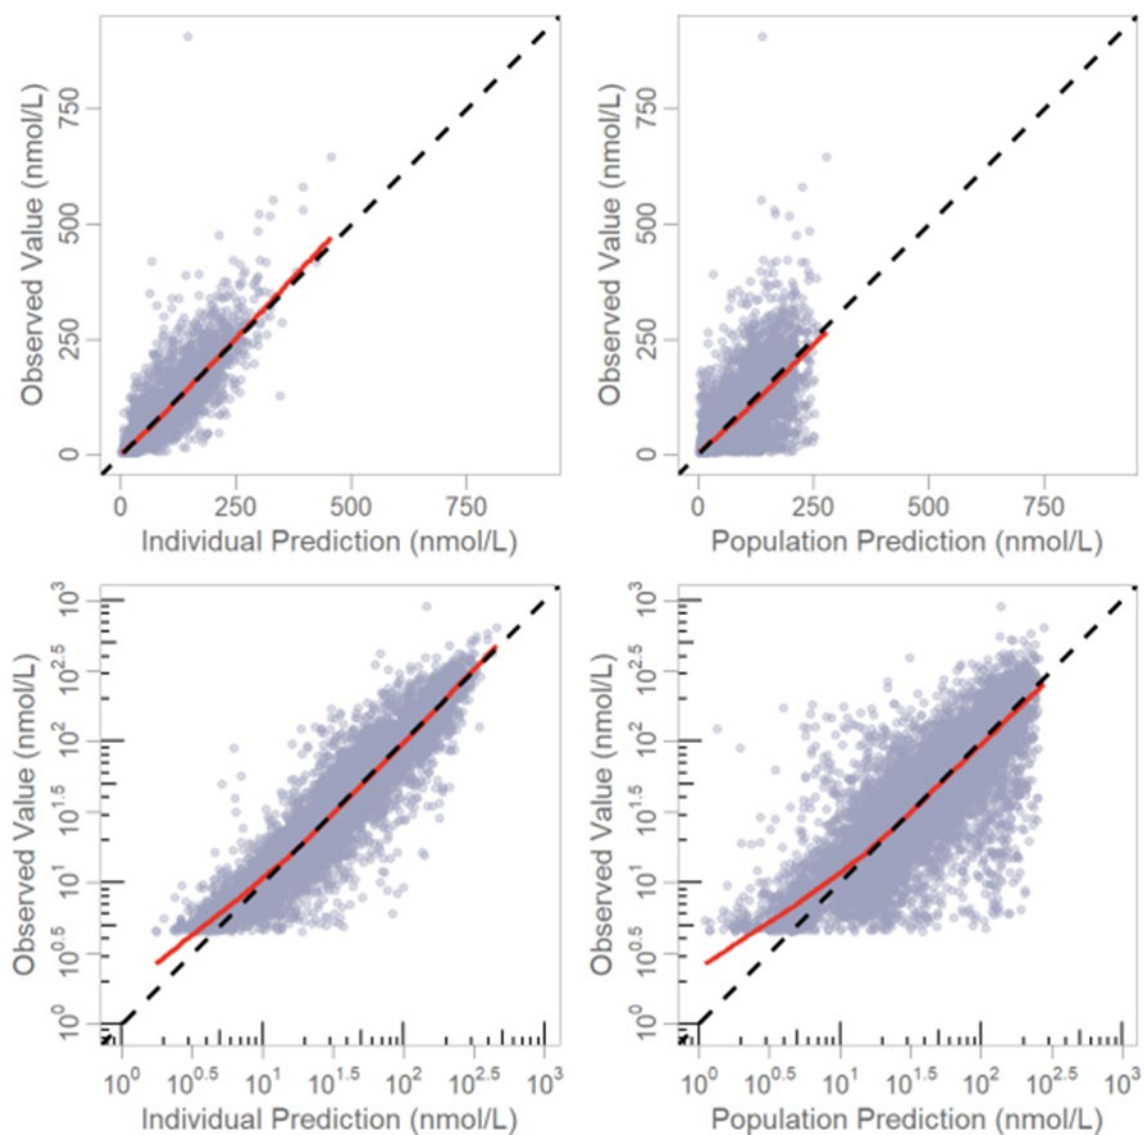 Observed Value (nmol/L)
750
500
250
0
0 250 500 750
Individual Prediction (nmol/L)
Observed Value (nmol/L)
750
500
250
0
0 250 500 750
Population Prediction (nmol/L)
Observed Value (nmol/L)
10^3
10^2.5
10^2
10^1.5
10^1
10^0.5
10^0
10^0 10^0.5 10^1 10^1.5 10^2 10^2.5 10^3
Individual Prediction (nmol/L)
Observed Value (nmol/L)
10^3
10^2.5
10^2
10^1.5
10^1
10^0.5
10^0
10^0 10^0.5 10^1 10^1.5 10^2 10^2.5 10^3
Population Prediction (nmol/L)